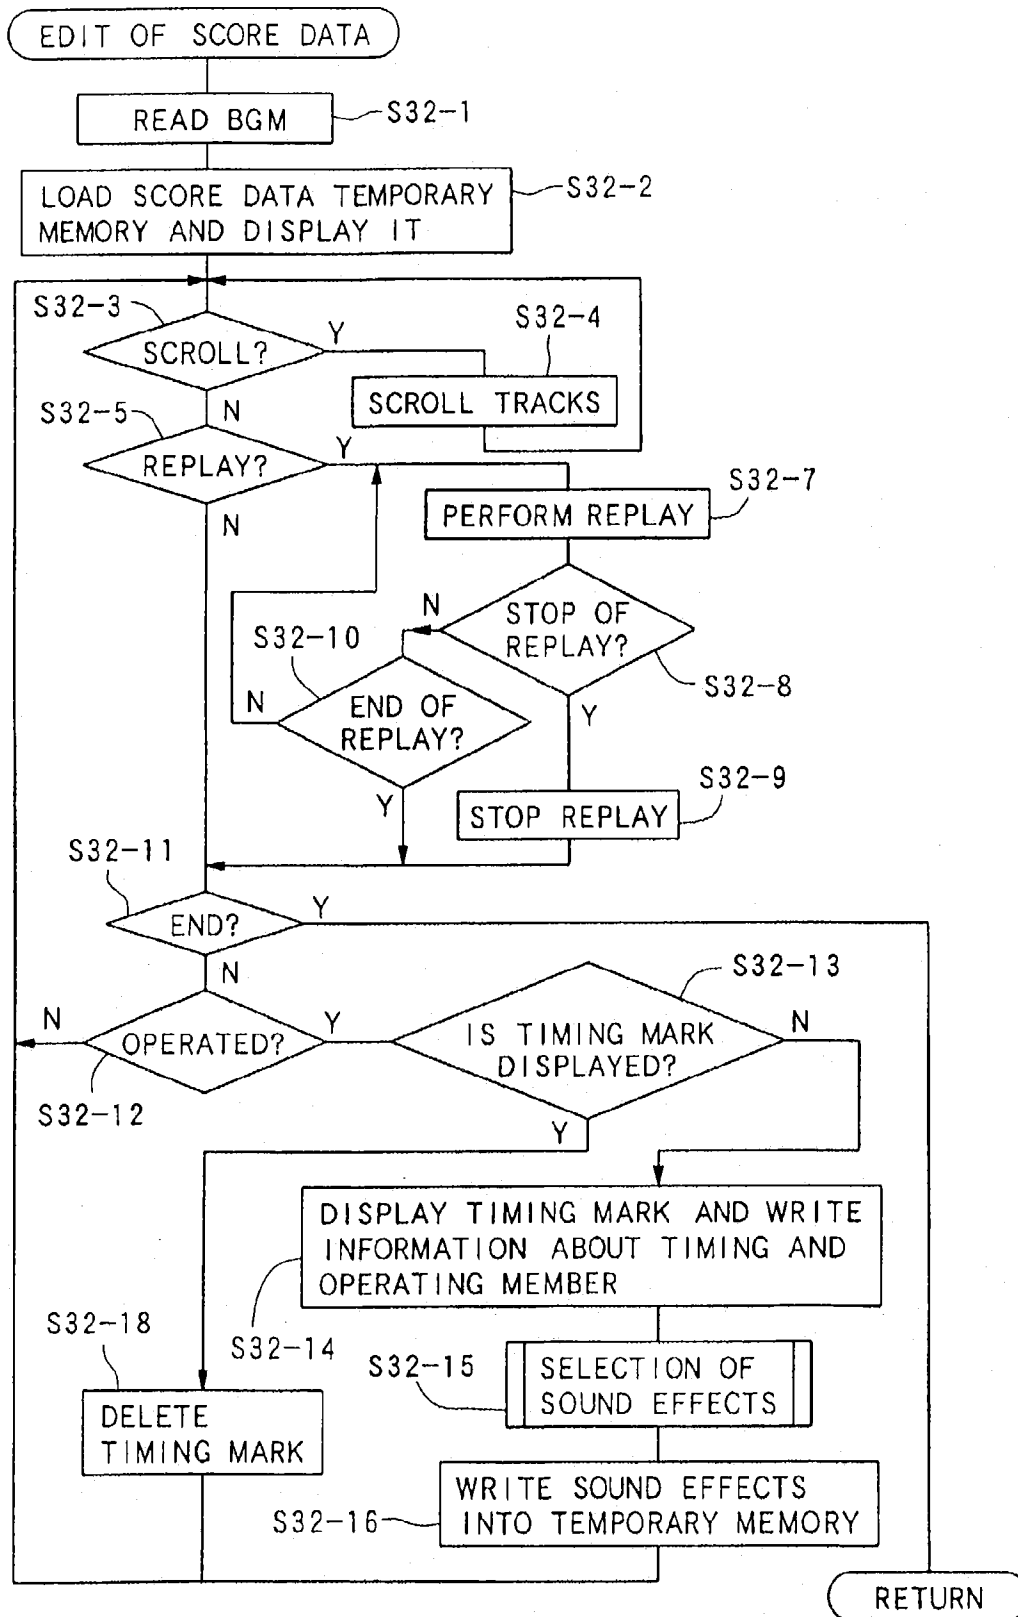 EDIT OF SCORE DATA
READ BGM
S32-1
LOAD SCORE DATA TEMPORARY
MEMORY AND DISPLAY IT
S32-2
S32-3
SCROLL?
Y
N
S32-4
SCROLL TRACKS
S32-5
REPLAY?
Y
N
S32-7
PERFORM REPLAY
STOP OF
REPLAY?
N
Y
S32-8
S32-10
END OF
REPLAY?
N
Y
S32-9
STOP REPLAY
S32-11
END?
Y
N
S32-12
OPERATED?
N
Y
S32-13
IS TIMING MARK
DISPLAYED?
N
Y
DISPLAY TIMING MARK AND WRITE
INFORMATION ABOUT TIMING AND
OPERATING MEMBER
S32-14
S32-15
SELECTION OF
SOUND EFFECTS
S32-18
DELETE
TIMING MARK
WRITE SOUND EFFECTS
INTO TEMPORARY MEMORY
S32-16
RETURN